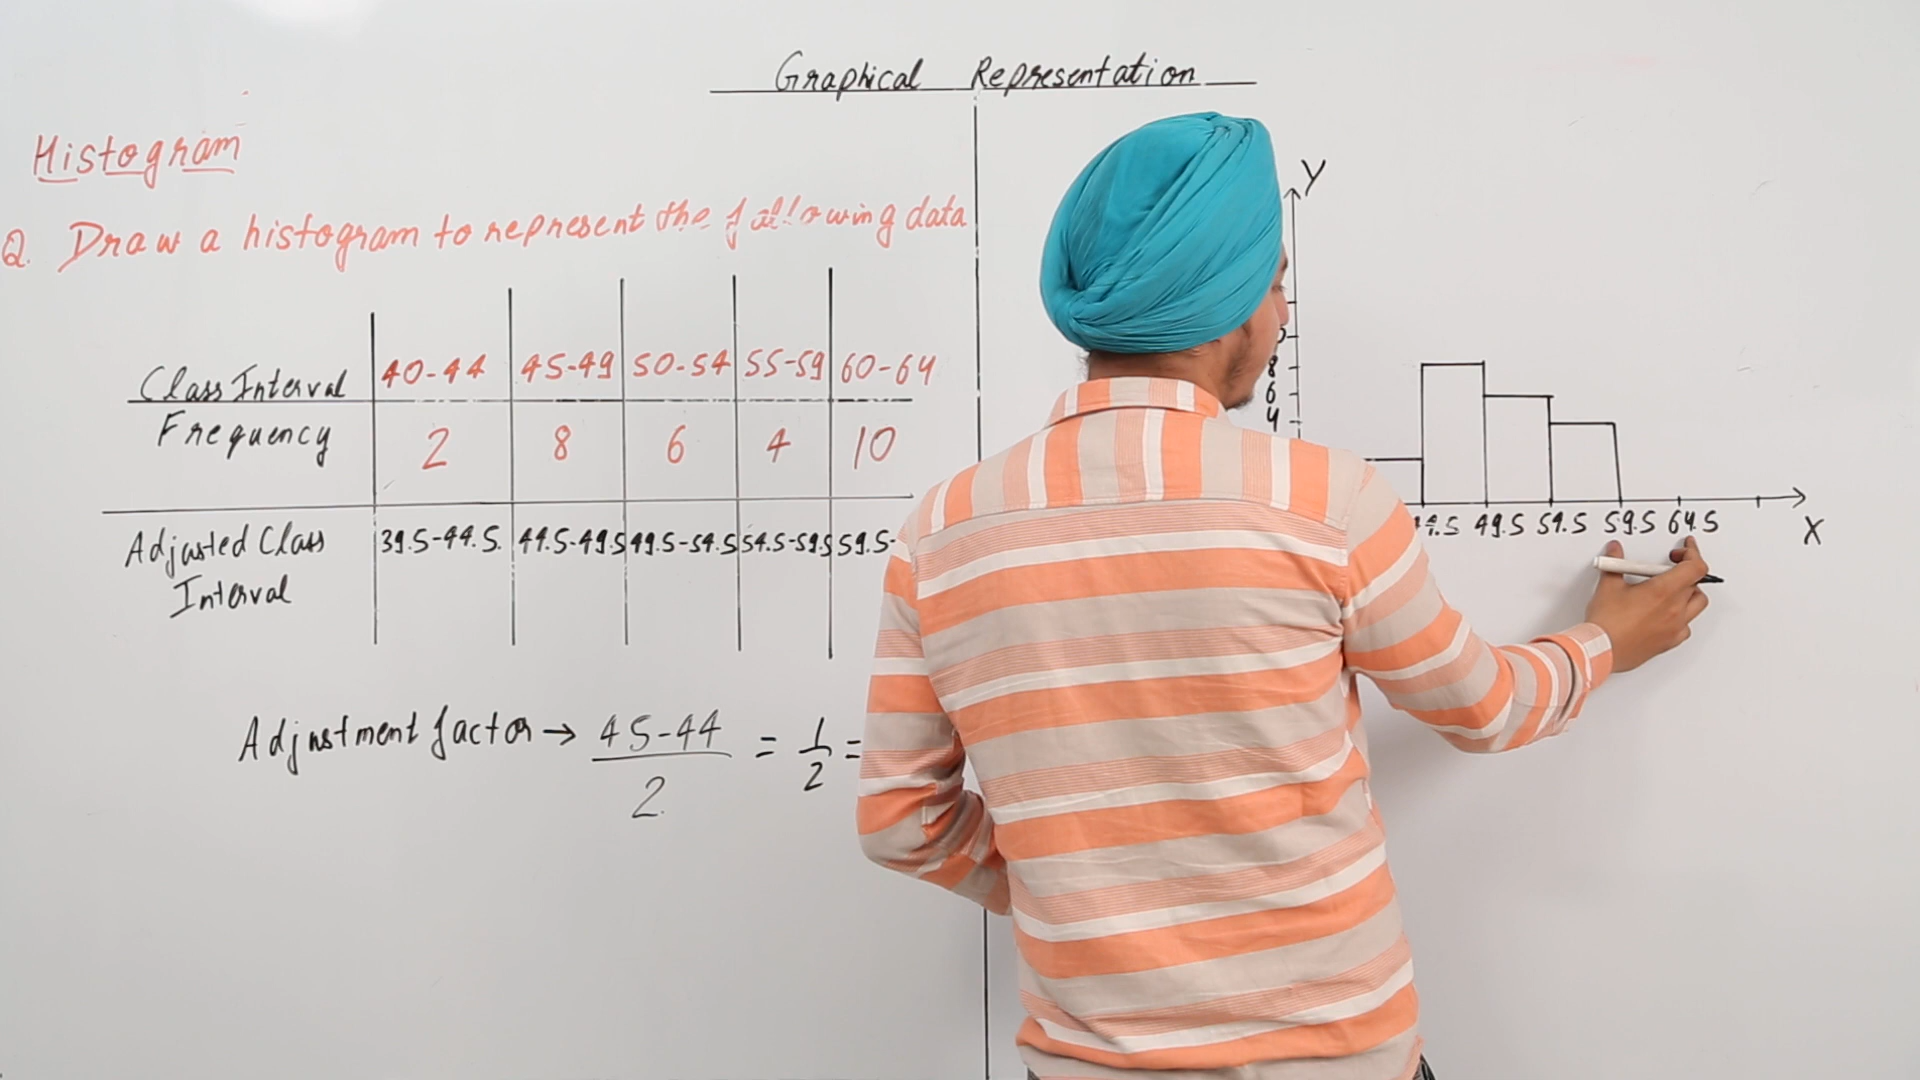 Graphical Representation
Histogram
Q. Draw a histogram to represent the following data
Class Interval 40-44 45-49 50-54 55-59 60-64
Frequency 2 8 6 4 10
Adjusted Class Interval 39.5-44.5 44.5-49.5 49.5-54.5 54.5-59.5 59.5-
Adjustment factor → 45-44 / 2 = 1/2 =
Y
8
6
4
49.5 54.5 59.5 64.5
X